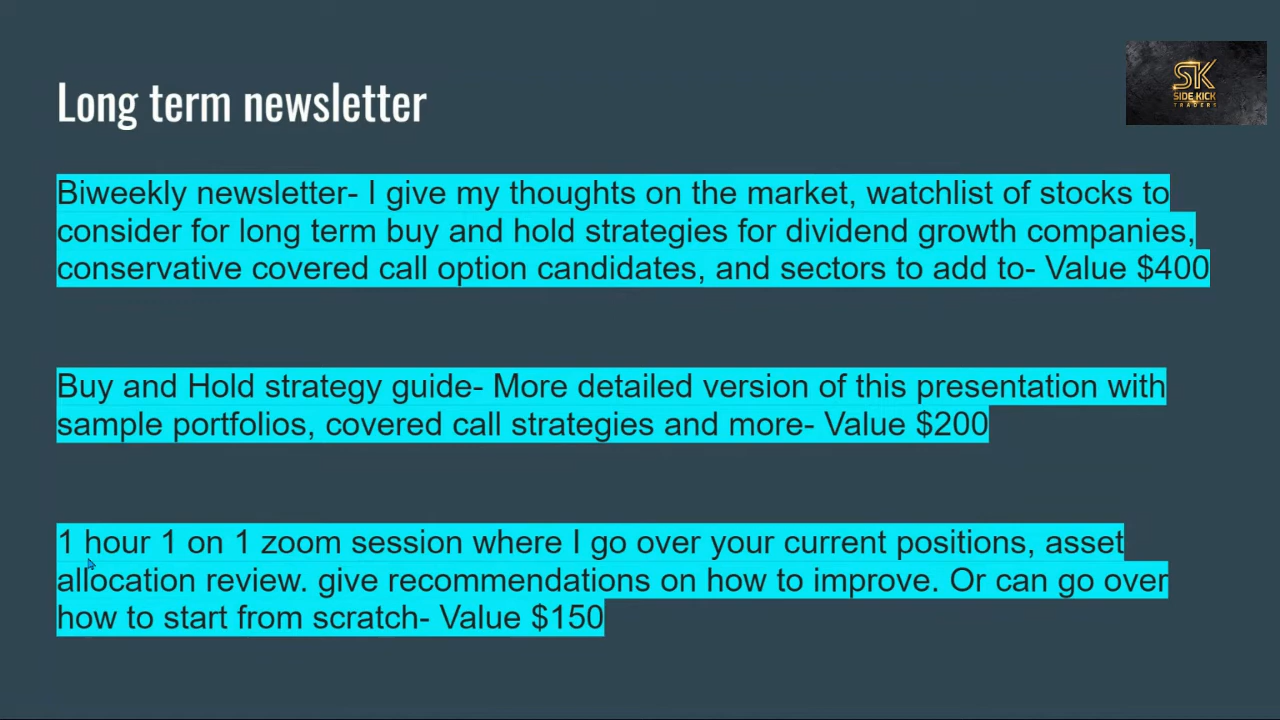 Long term newsletter
SK
SIDE KICK
TRADERS
Biweekly newsletter- I give my thoughts on the market, watchlist of stocks to
consider for long term buy and hold strategies for dividend growth companies,
conservative covered call option candidates, and sectors to add to- Value $400
Buy and Hold strategy guide- More detailed version of this presentation with
sample portfolios, covered call strategies and more- Value $200
1 hour 1 on 1 zoom session where I go over your current positions, asset
allocation review. give recommendations on how to improve. Or can go over
how to start from scratch- Value $150